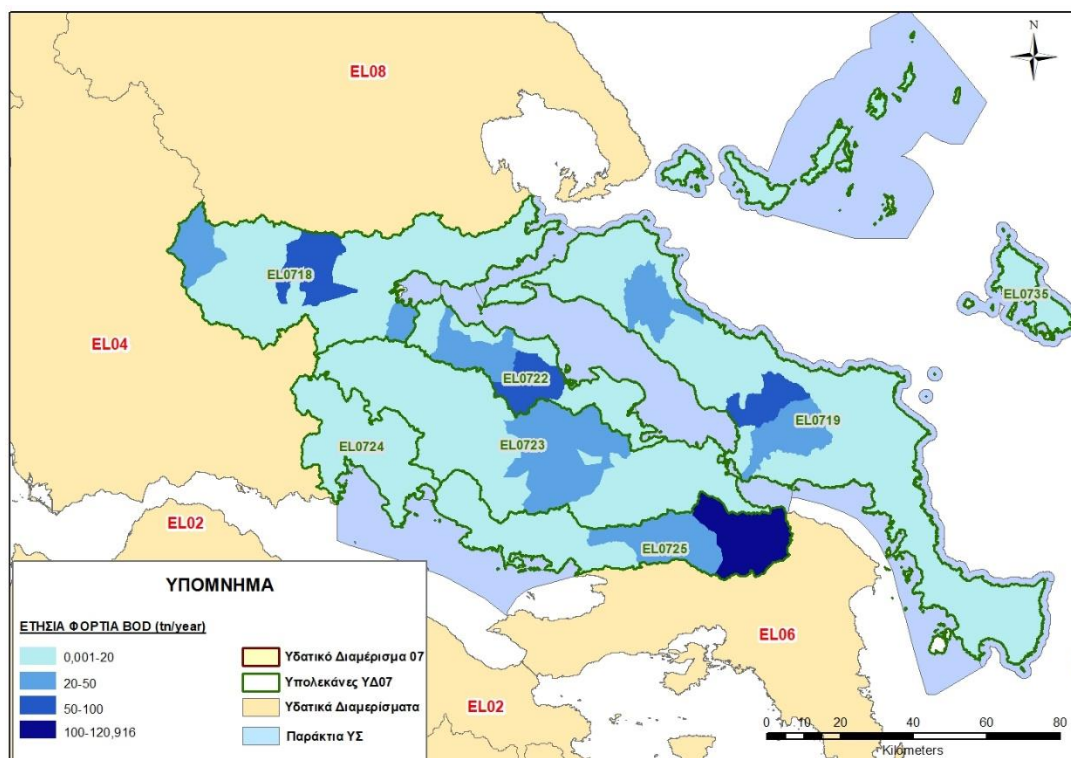 N
EL08
EL0718
EL0735
EL04
EL0722
EL0719
EL0723
EL0724
EL02
EL0725
EL06
EL02
ΥΠΟΜΝΗΜΑ
ΕΤΗΣΙΑ ΦΟΡΤΙΑ BOD (tn/year)
0,001-20
20-50
50-100
100-120,916
Υδατικό Διαμέρισμα 07
Υπολεκάνες ΥΔ07
Υδατικά Διαμερίσματα
Παράκτια ΥΣ
0 5 10 20 40 60 80
Kilometers